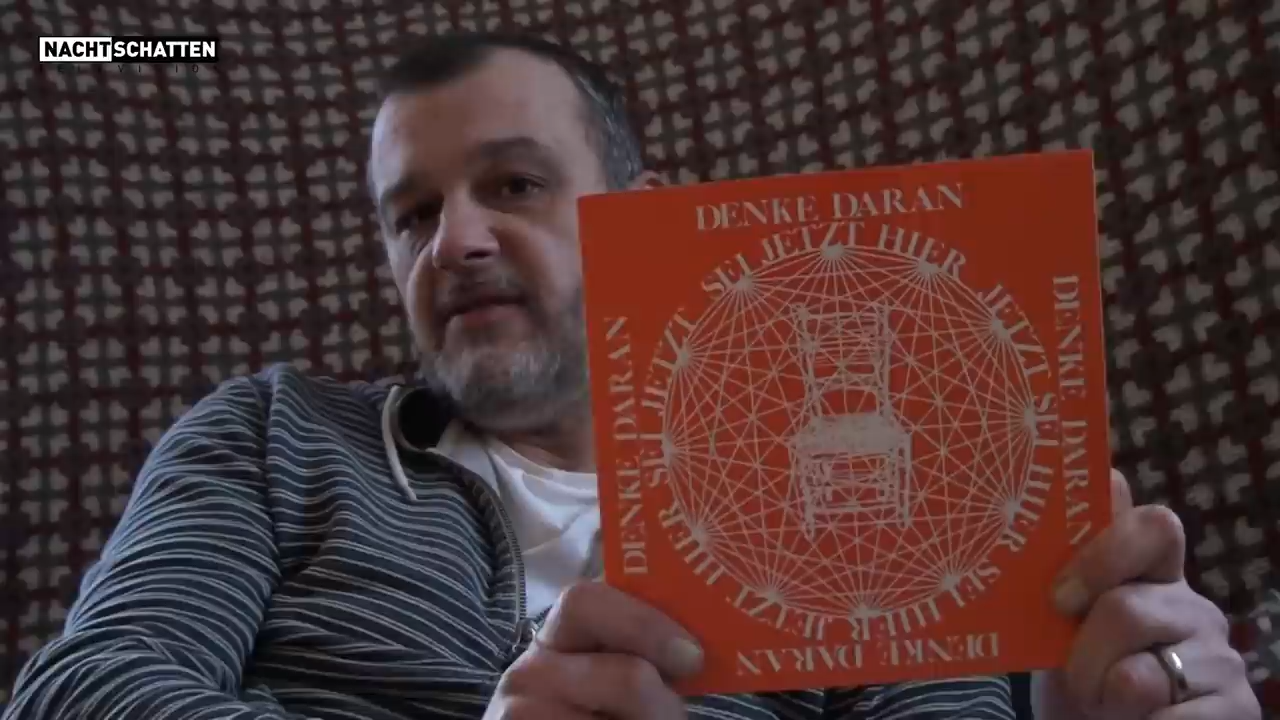 NACHTSCHATTEN
TELEVISION
DENKE DARAN
SEI JETZT HIER JETZT SEI HIER SEI HIER JETZT HIER SEI JETZT
DENKE DARAN
DENKE DARAN
DENKE DARAN